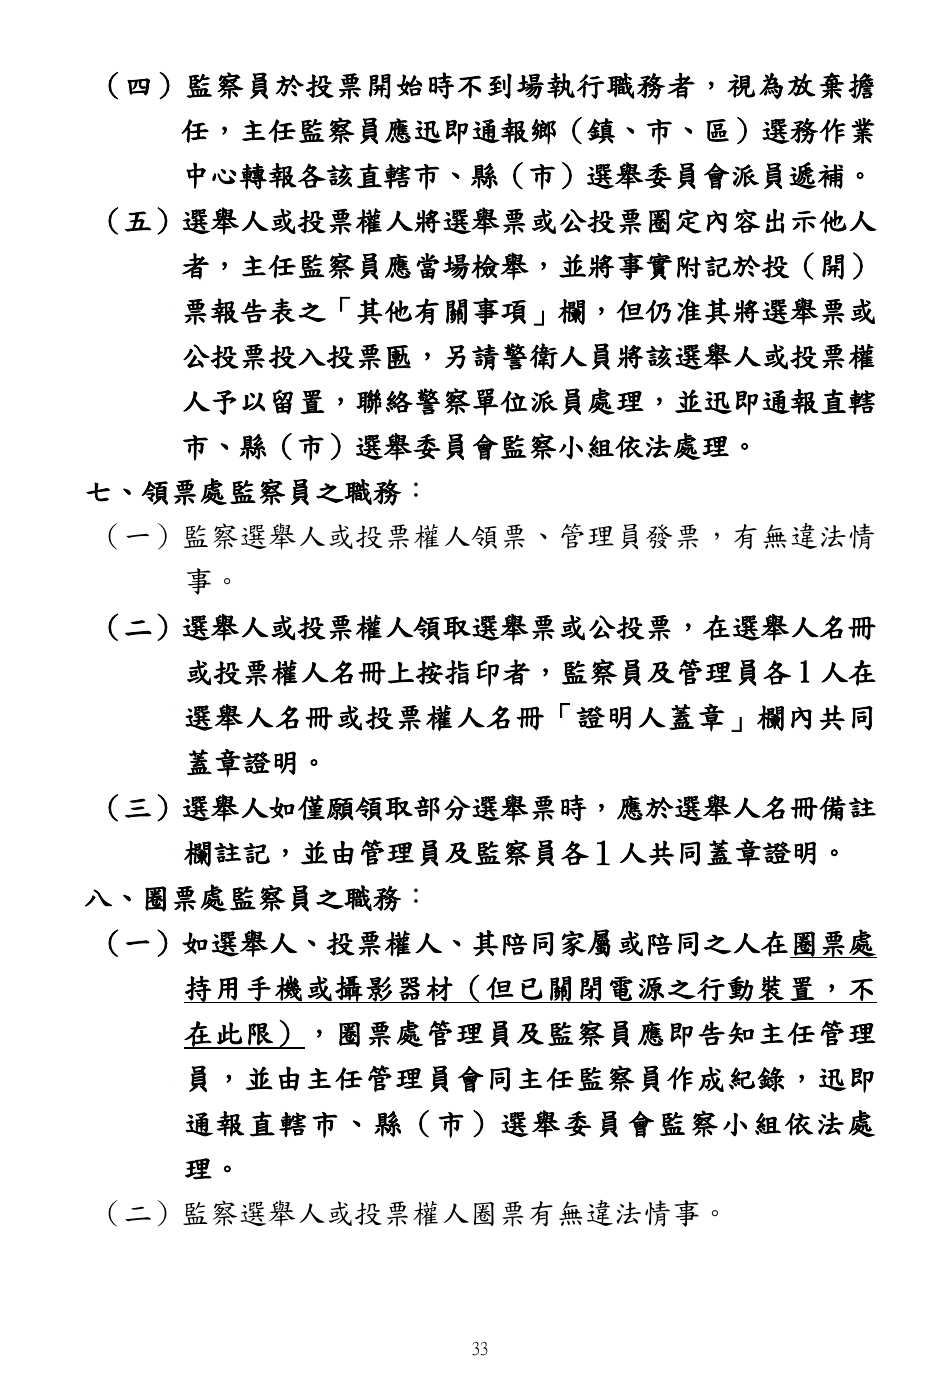 （四）監察員於投票開始時不到場執行職務者，視為放棄擔
任，主任監察員應迅即通報鄉（鎮、市、區）選務作業
中心轉報各該直轄市、縣（市）選舉委員會派員遞補。
（五）選舉人或投票權人將選舉票或公投票圈定內容出示他人
者，主任監察員應當場檢舉，並將事實附記於投（開）
票報告表之「其他有關事項」欄，但仍准其將選舉票或
公投票投入投票匭，另請警衛人員將該選舉人或投票權
人予以留置，聯絡警察單位派員處理，並迅即通報直轄
市、縣（市）選舉委員會監察小組依法處理。
七、領票處監察員之職務：
（一）監察選舉人或投票權人領票、管理員發票，有無違法情
事。
（二）選舉人或投票權人領取選舉票或公投票，在選舉人名冊
或投票權人名冊上按指印者，監察員及管理員各1人在
選舉人名冊或投票權人名冊「證明人蓋章」欄內共同
蓋章證明。
（三）選舉人如僅願領取部分選舉票時，應於選舉人名冊備註
欄註記，並由管理員及監察員各1人共同蓋章證明。
八、圈票處監察員之職務：
（一）如選舉人、投票權人、其陪同家屬或陪同之人在圈票處
持用手機或攝影器材（但已關閉電源之行動裝置，不
在此限），圈票處管理員及監察員應即告知主任管理
員，並由主任管理員會同主任監察員作成紀錄，迅即
通報直轄市、縣（市）選舉委員會監察小組依法處
理。
（二）監察選舉人或投票權人圈票有無違法情事。
33